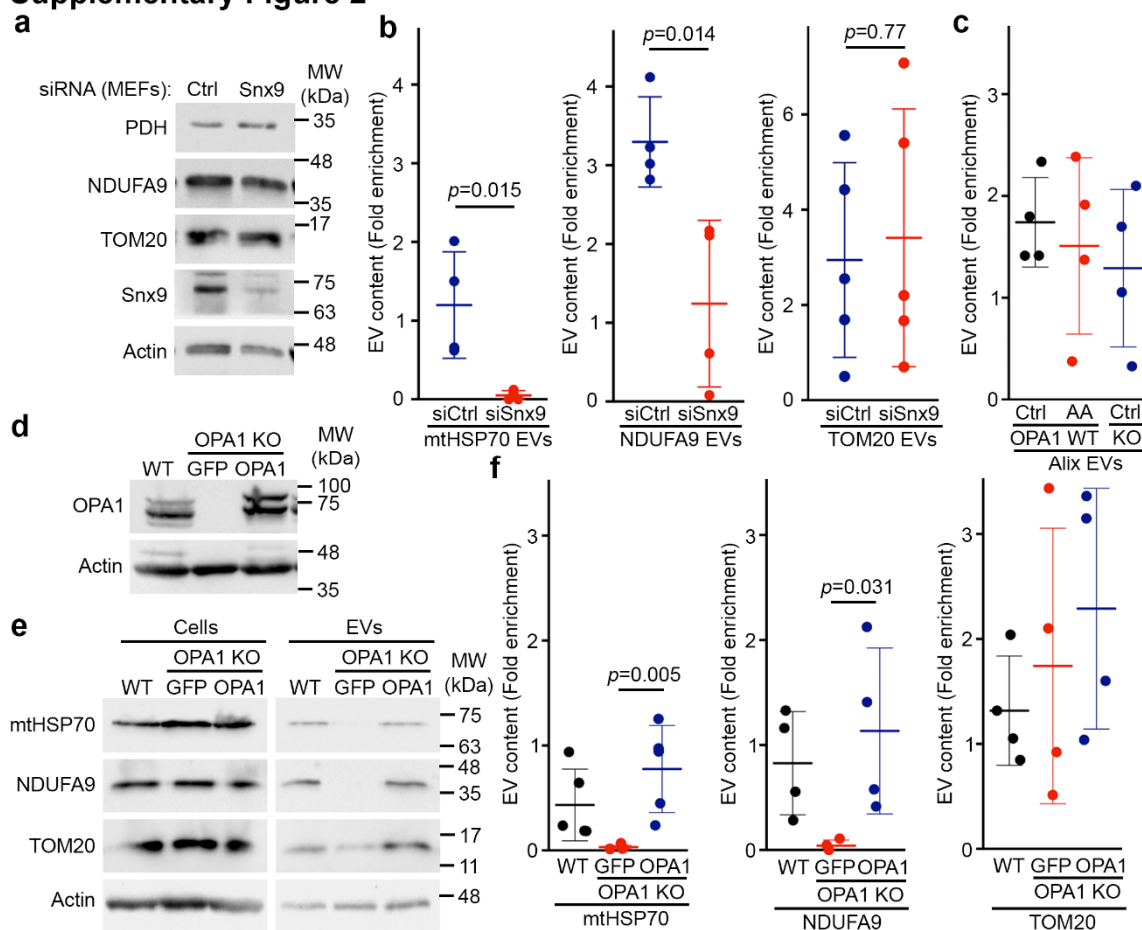 Supplementary Figure 2
a
siRNA (MEFs): Ctrl Snx9
MW
(kDa)
PDH
35
48
NDUFA9
35
17
TOM20
75
Snx9
63
Actin
48
b
EV content (Fold enrichment)
4
3
2
1
0
p=0.015
siCtrl siSnx9
mtHSP70 EVs
EV content (Fold enrichment)
4
3
2
1
0
p=0.014
siCtrl siSnx9
NDUFA9 EVs
EV content (Fold enrichment)
6
4
2
0
p=0.77
siCtrl siSnx9
TOM20 EVs
c
EV content (Fold enrichment)
3
2
1
0
Ctrl AA Ctrl
OPA1 WT KO
Alix EVs
d
OPA1 KO
WT GFP OPA1
MW
(kDa)
OPA1
100
75
48
Actin
35
e
Cells EVs
OPA1 KO OPA1 KO
WT GFP OPA1 WT GFP OPA1
MW
(kDa)
mtHSP70
75
63
NDUFA9
48
35
TOM20
17
11
Actin
48
f
EV content (Fold enrichment)
3
2
1
0
p=0.005
WT GFP OPA1
OPA1 KO
mtHSP70
EV content (Fold enrichment)
3
2
1
0
p=0.031
WT GFP OPA1
OPA1 KO
NDUFA9
EV content (Fold enrichment)
3
2
1
0
WT GFP OPA1
OPA1 KO
TOM20